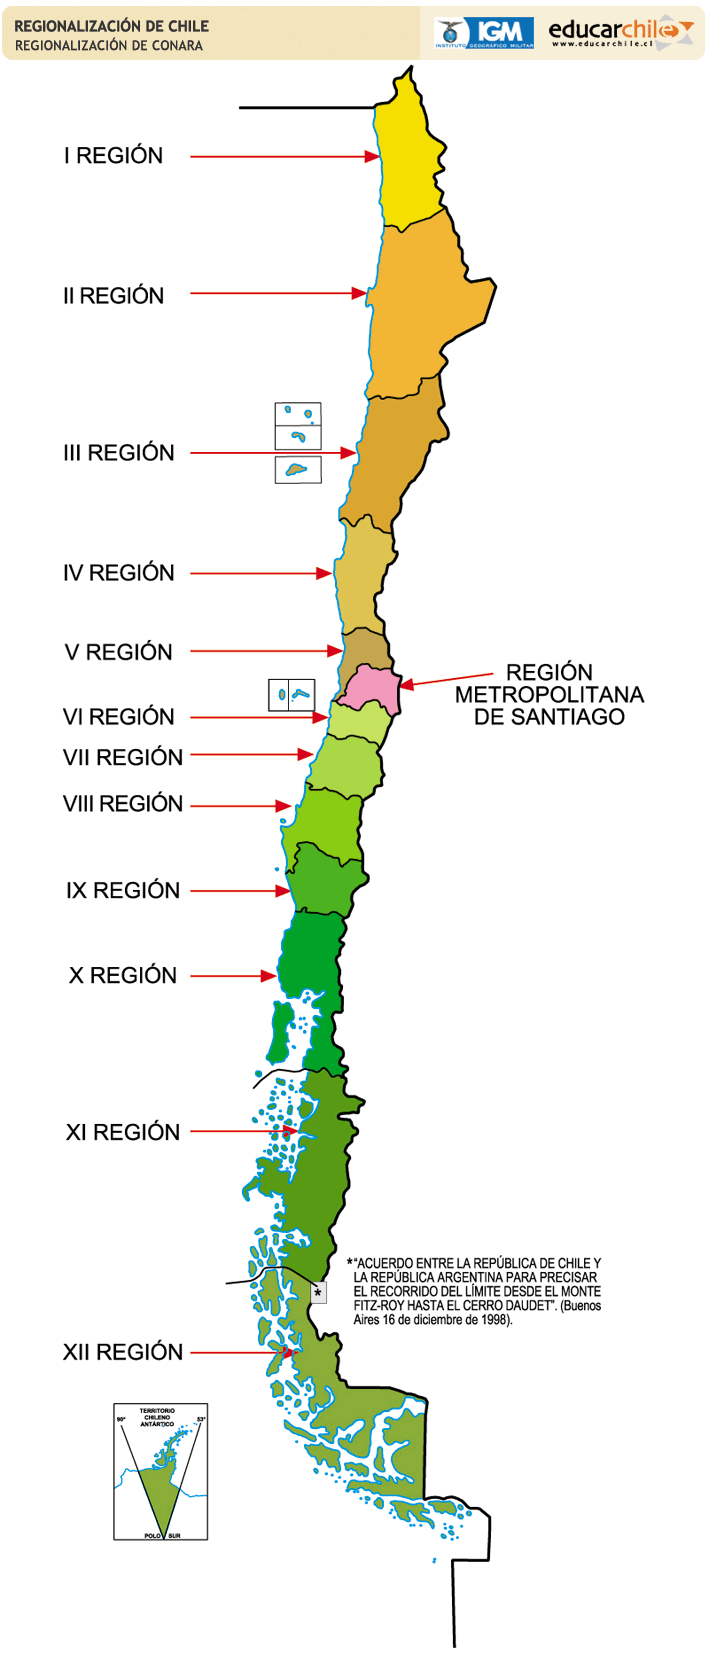 REGIONALIZACIÓN DE CHILE
REGIONALIZACIÓN DE CONARA
IGM
INSTITUTO GEOGRÁFICO MILITAR
educarchile
www.educarchile.cl
I REGIÓN
II REGIÓN
III REGIÓN
IV REGIÓN
V REGIÓN
REGIÓN
METROPOLITANA
DE SANTIAGO
VI REGIÓN
VII REGIÓN
VIII REGIÓN
IX REGIÓN
X REGIÓN
XI REGIÓN
*"ACUERDO ENTRE LA REPÚBLICA DE CHILE Y
LA REPÚBLICA ARGENTINA PARA PRECISAR
EL RECORRIDO DEL LÍMITE DESDE EL MONTE
FITZ-ROY HASTA EL CERRO DAUDET". (Buenos
Aires 16 de diciembre de 1998).
*
XII REGIÓN
TERRITORIO
CHILENO
ANTÁRTICO
90°
53°
POLO SUR